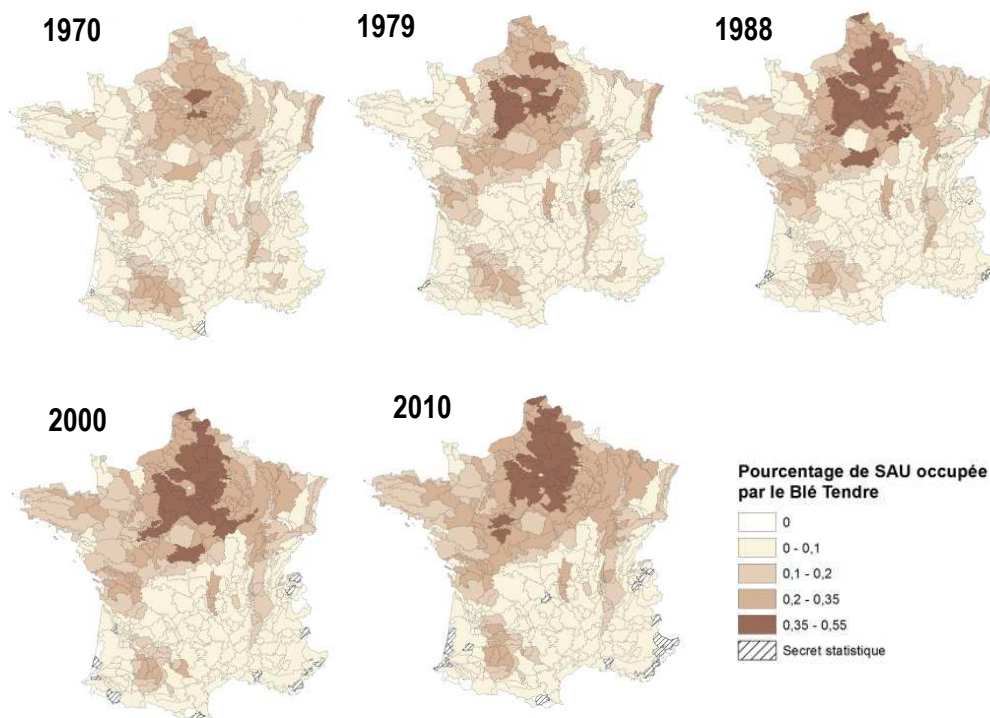 1970
1979
1988
2000
2010
Pourcentage de SAU occupée
par le Blé Tendre
0
0 - 0,1
0,1 - 0,2
0,2 - 0,35
0,35 - 0,55
Secret statistique